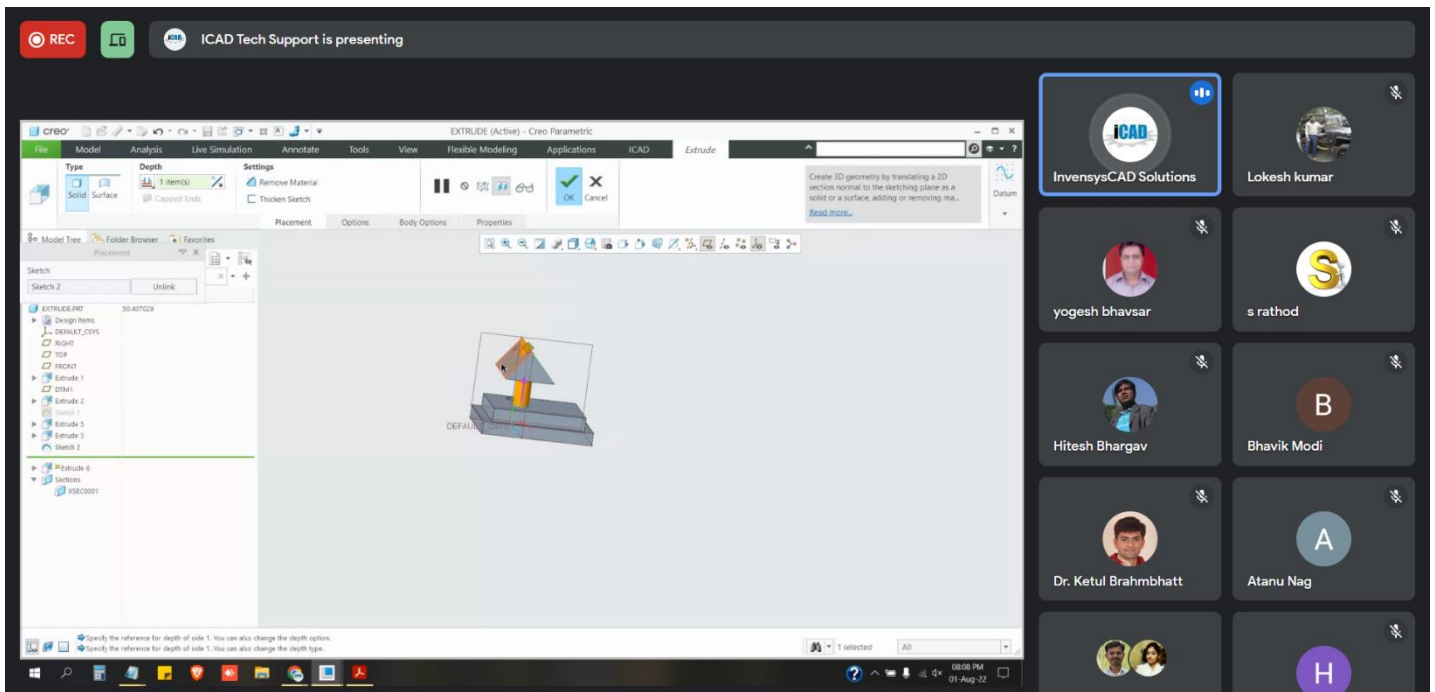 REC
ICAD Tech Support is presenting
creo
EXTRUDE (Active) - Creo Parametric
File Model Analysis Live Simulation Annotate Tools View Flexible Modeling Applications ICAD Extrude
Type Depth Settings
Solid Surface
1 item(s)
Capped Ends
Remove Material
Thicken Sketch
OK Cancel
Create 3D geometry by translating a 2D
section normal to the sketching plane as a
solid or a surface, adding or removing ma...
Read more...
Datum
Placement Options Body Options Properties
Model Tree Folder Browser Favorites
Placement
Sketch
Sketch 2 Unlink
EXTRUDE.PRT 50.407029
Design Items
DEFAULT_CSYS
RIGHT
TOP
FRONT
Extrude 1
DTM1
Extrude 2
Sketch 1
Extrude 5
Extrude 3
Sketch 2
Extrude 6
Sections
XSEC0001
Specify the reference for depth of side 1. You can also change the depth option.
Specify the reference for depth of side 1. You can also change the depth type.
1 selected All
08:08 PM
01-Aug-22
iCAD
InvensysCAD Solutions
Lokesh kumar
yogesh bhavsar
S
s rathod
Hitesh Bhargav
B
Bhavik Modi
Dr. Ketul Brahmbhatt
A
Atanu Nag
H